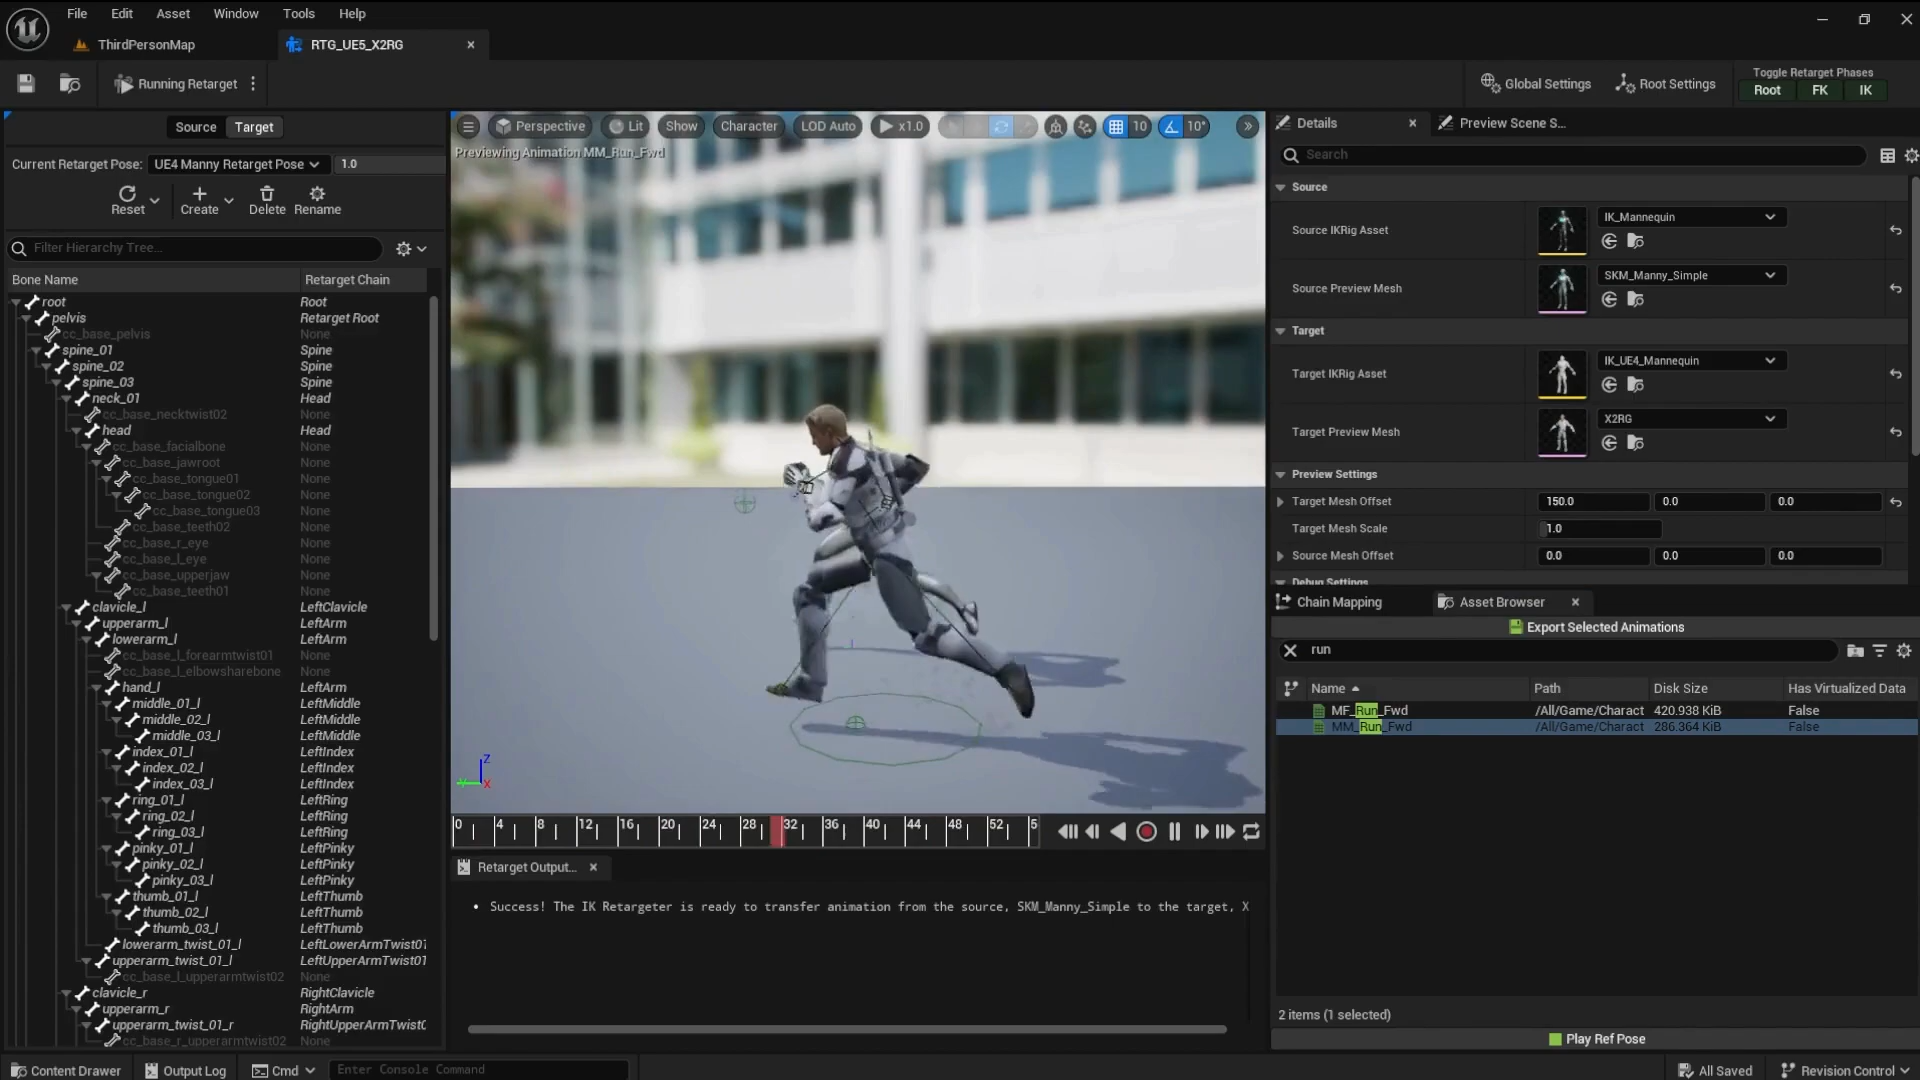 File Edit Asset Window Tools Help
ThirdPersonMap
RTG_UE5_X2RG
Running Retarget
Global Settings
Root Settings
Toggle Retarget Phases
Root FK IK
Source Target
Current Retarget Pose: UE4 Manny Retarget Pose 1.0
Reset Create Delete Rename
Filter Hierarchy Tree...
Bone Name Retarget Chain
root Root
pelvis Retarget Root
cc_base_pelvis None
spine_01 Spine
spine_02 Spine
spine_03 Spine
neck_01 Head
cc_base_necktwist02 None
head Head
cc_base_facialbone None
cc_base_jawroot None
cc_base_tongue01 None
cc_base_tongue02 None
cc_base_tongue03 None
cc_base_teeth02 None
cc_base_r_eye None
cc_base_l_eye None
cc_base_upperjaw None
cc_base_teeth01 None
clavicle_l LeftClavicle
upperarm_l LeftArm
lowerarm_l LeftArm
cc_base_l_forearmtwist01 None
cc_base_l_elbowsharebone None
hand_l LeftArm
middle_01_l LeftMiddle
middle_02_l LeftMiddle
middle_03_l LeftMiddle
index_01_l LeftIndex
index_02_l LeftIndex
index_03_l LeftIndex
ring_01_l LeftRing
ring_02_l LeftRing
ring_03_l LeftRing
pinky_01_l LeftPinky
pinky_02_l LeftPinky
pinky_03_l LeftPinky
thumb_01_l LeftThumb
thumb_02_l LeftThumb
thumb_03_l LeftThumb
lowerarm_twist_01_l LeftLowerArmTwist01
upperarm_twist_01_l LeftUpperArmTwist01
cc_base_l_upperarmtwist02 None
clavicle_r RightClavicle
upperarm_r RightArm
upperarm_twist_01_r RightUpperArmTwist0
cc_base_r_upperarmtwist02 None
Perspective Lit Show Character LOD Auto x1.0 10 10°
Previewing Animation MM_Run_Fwd
Z
Y X
0 4 8 12 16 20 24 28 32 36 40 44 48 52 5
Retarget Output...
• Success! The IK Retargeter is ready to transfer animation from the source, SKM_Manny_Simple to the target, X
Details
Preview Scene S...
Search
Source
Source IKRig Asset IK_Mannequin
Source Preview Mesh SKM_Manny_Simple
Target
Target IKRig Asset IK_UE4_Mannequin
Target Preview Mesh X2RG
Preview Settings
Target Mesh Offset 150.0 0.0 0.0
Target Mesh Scale 1.0
Source Mesh Offset 0.0 0.0 0.0
Debug Settings
Chain Mapping
Asset Browser
Export Selected Animations
run
Name Path Disk Size Has Virtualized Data
MF_Run_Fwd /All/Game/Charact 420.938 KiB False
MM_Run_Fwd /All/Game/Charact 286.364 KiB False
2 items (1 selected)
Play Ref Pose
Content Drawer
Output Log
Cmd
Enter Console Command
All Saved
Revision Control